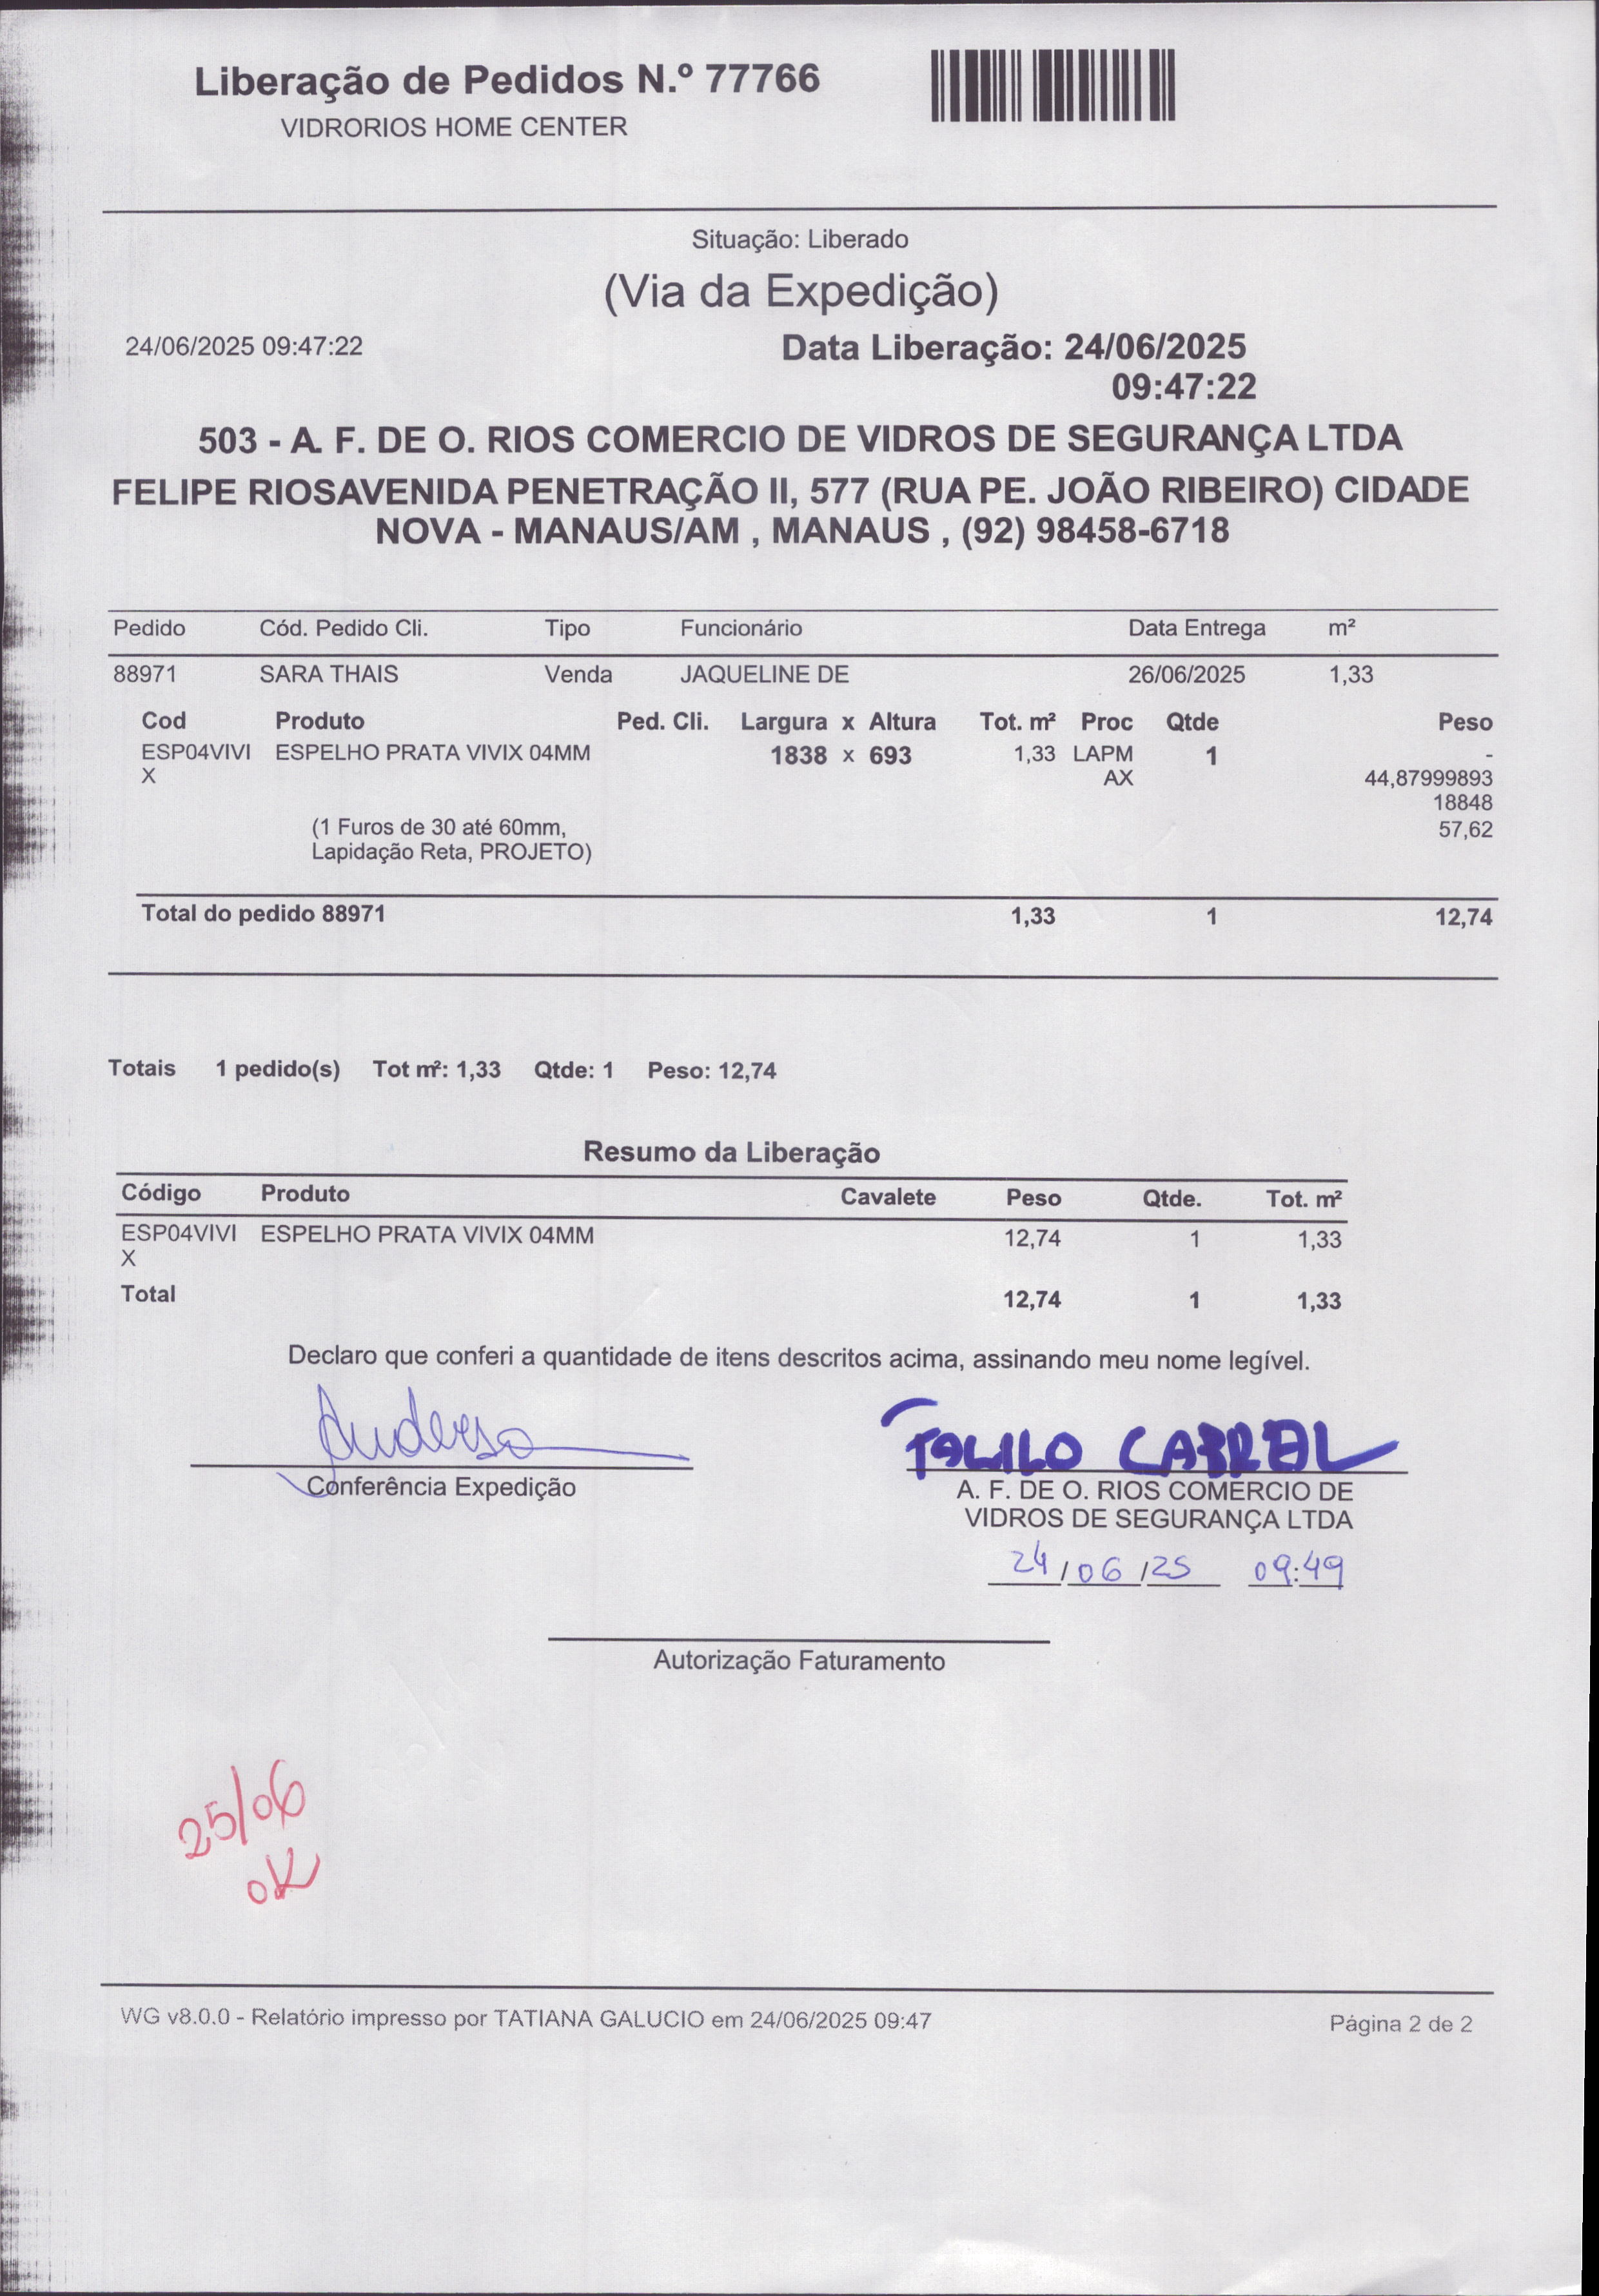 Liberação de Pedidos N.º 77766
VIDRORIOS HOME CENTER
Situação: Liberado
(Via da Expedição)
24/06/2025 09:47:22 Data Liberação: 24/06/2025
09:47:22
503 - A. F. DE O. RIOS COMERCIO DE VIDROS DE SEGURANÇA LTDA
FELIPE RIOSAVENIDA PENETRAÇÃO II, 577 (RUA PE. JOÃO RIBEIRO) CIDADE
NOVA - MANAUS/AM , MANAUS , (92) 98458-6718
Pedido Cód. Pedido Cli. Tipo Funcionário Data Entrega m²
88971 SARA THAIS Venda JAQUELINE DE 26/06/2025 1,33
Cod Produto Ped. Cli. Largura x Altura Tot. m² Proc Qtde Peso
ESP04VIVI ESPELHO PRATA VIVIX 04MM 1838 x 693 1,33 LAPM 1 -
X AX 44,87999893
18848
(1 Furos de 30 até 60mm, 57,62
Lapidação Reta, PROJETO)
Total do pedido 88971 1,33 1 12,74
Totais 1 pedido(s) Tot m²: 1,33 Qtde: 1 Peso: 12,74
Resumo da Liberação
Código Produto Cavalete Peso Qtde. Tot. m²
ESP04VIVI ESPELHO PRATA VIVIX 04MM 12,74 1 1,33
X
Total 12,74 1 1,33
Declaro que conferi a quantidade de itens descritos acima, assinando meu nome legível.
Anderso CABRAL
Conferência Expedição
A. F. DE O. RIOS COMERCIO DE
VIDROS DE SEGURANÇA LTDA
24/06/25 09:49
Autorização Faturamento
25/06
OK
WG v8.0.0 - Relatório impresso por TATIANA GALUCIO em 24/06/2025 09:47 Página 2 de 2